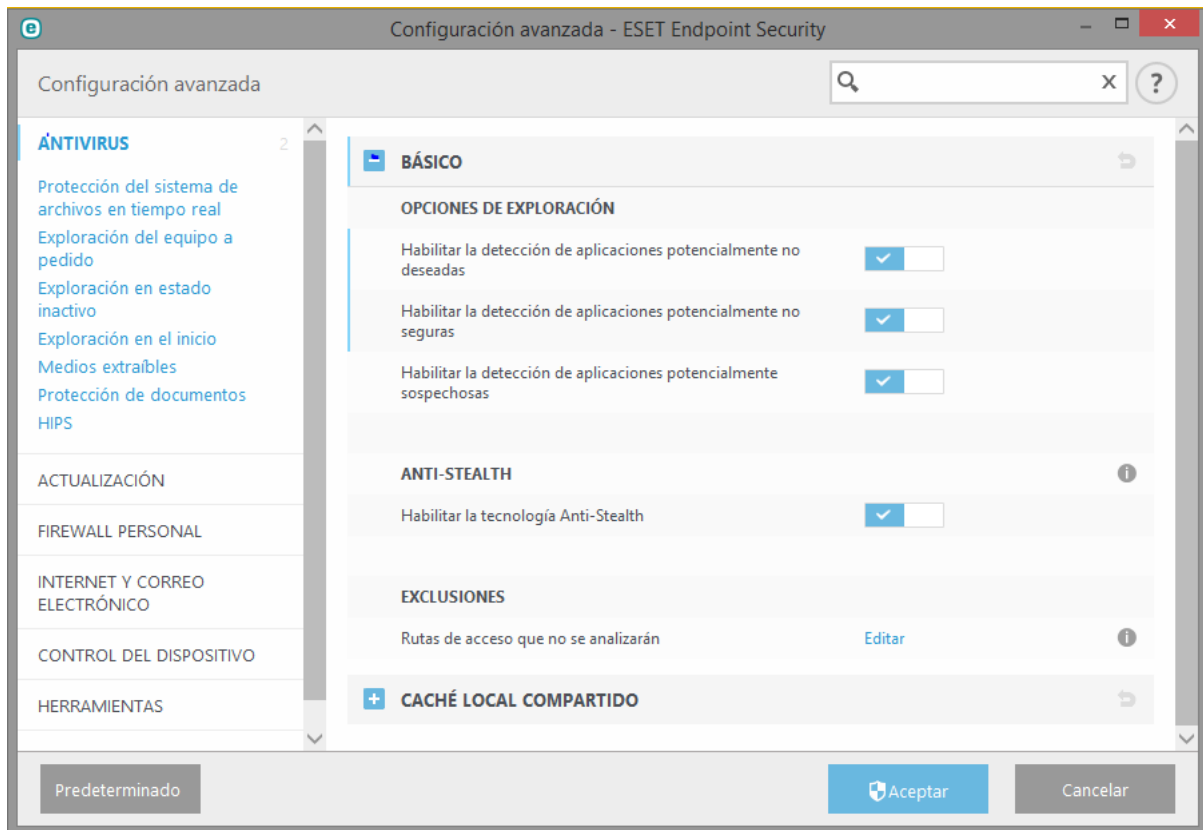 e
Configuración avanzada - ESET Endpoint Security
Configuración avanzada
?
ANTIVIRUS 2
Protección del sistema de
archivos en tiempo real
Exploración del equipo a
pedido
Exploración en estado
inactivo
Exploración en el inicio
Medios extraíbles
Protección de documentos
HIPS
ACTUALIZACIÓN
FIREWALL PERSONAL
INTERNET Y CORREO
ELECTRÓNICO
CONTROL DEL DISPOSITIVO
HERRAMIENTAS
BÁSICO
OPCIONES DE EXPLORACIÓN
Habilitar la detección de aplicaciones potencialmente no
deseadas
Habilitar la detección de aplicaciones potencialmente no
seguras
Habilitar la detección de aplicaciones potencialmente
sospechosas
ANTI-STEALTH
Habilitar la tecnología Anti-Stealth
EXCLUSIONES
Rutas de acceso que no se analizarán Editar
CACHÉ LOCAL COMPARTIDO
Predeterminado
Aceptar
Cancelar